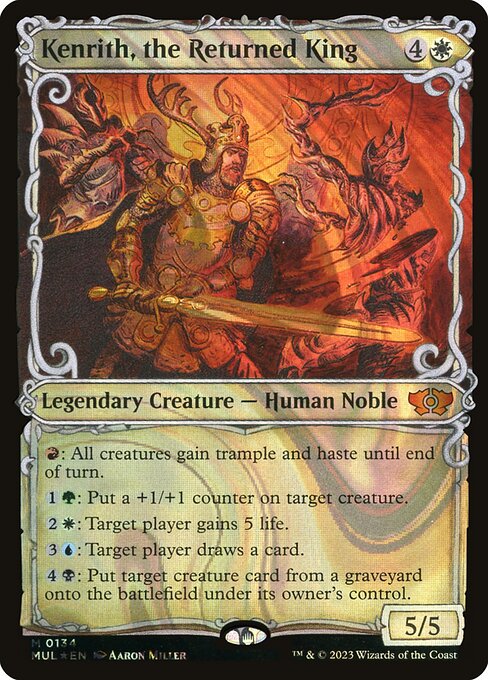 Kenrith, the Returned King 4
Legendary Creature — Human Noble
: All creatures gain trample and haste until end
of turn.
1 : Put a +1/+1 counter on target creature.
2 : Target player gains 5 life.
3 : Target player draws a card.
4 : Put target creature card from a graveyard
onto the battlefield under its owner's control.
5/5
M 0134
MUL★EN Aaron Miller
™ & © 2023 Wizards of the Coast